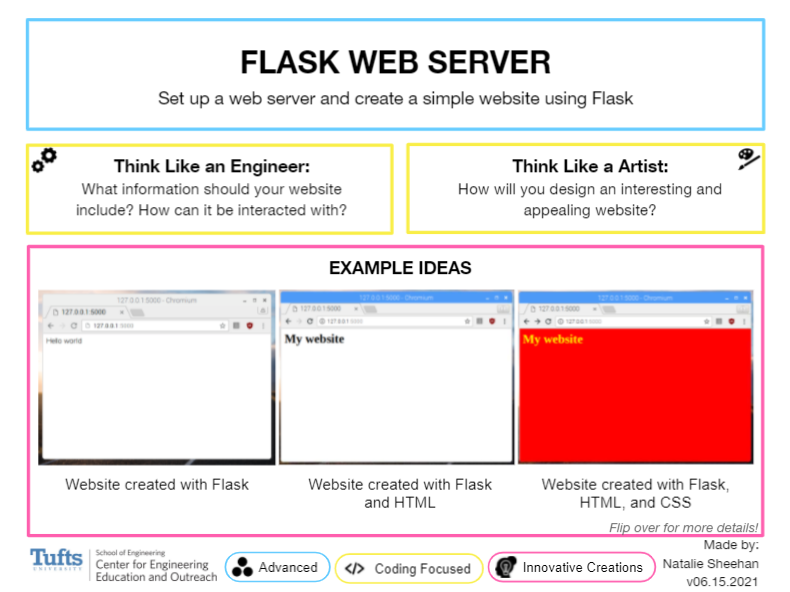 FLASK WEB SERVER
Set up a web server and create a simple website using Flask
Think Like an Engineer:
What information should your website
include? How can it be interacted with?
Think Like a Artist:
How will you design an interesting and
appealing website?
EXAMPLE IDEAS
127.0.0.1:5000 - Chromium
127.0.0.1:5000
127.0.0.1:5000
Hello world
127.0.0.1:5000 - Chromium
127.0.0.1:5000
127.0.0.1:5000
My website
127.0.0.1:5000 - Chromium
127.0.0.1:5000
127.0.0.1:5000
My website
Website created with Flask
Website created with Flask
and HTML
Website created with Flask,
HTML, and CSS
Flip over for more details!
Tufts
UNIVERSITY
School of Engineering
Center for Engineering
Education and Outreach
Advanced
</> Coding Focused
Innovative Creations
Made by:
Natalie Sheehan
v06.15.2021